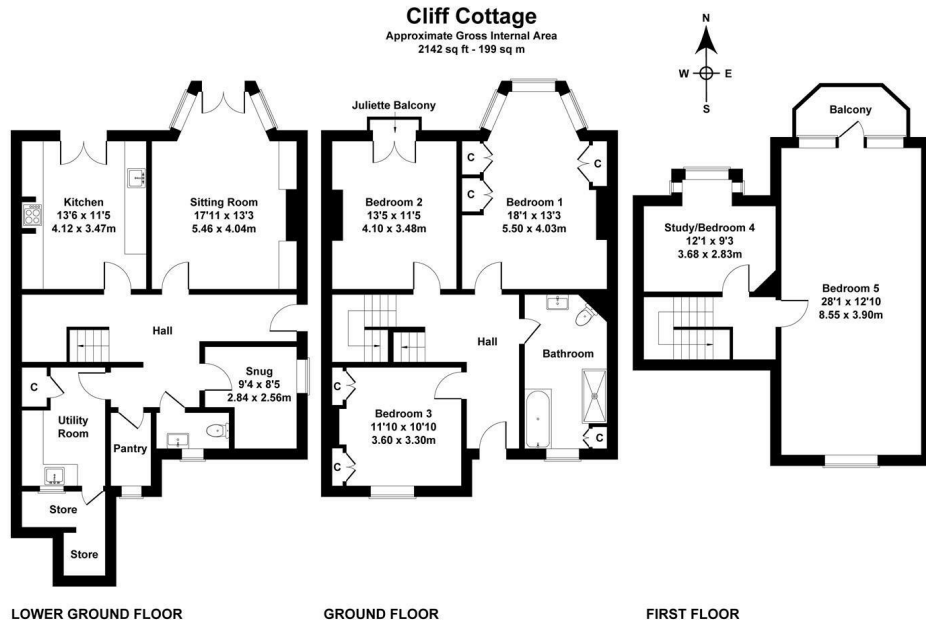 Cliff Cottage
Approximate Gross Internal Area
2142 sq ft - 199 sq m
N
W
E
S
Juliette Balcony
Balcony
Kitchen
13'6 x 11'5
4.12 x 3.47m
Sitting Room
17'11 x 13'3
5.46 x 4.04m
Hall
C
Utility
Room
Pantry
Snug
9'4 x 8'5
2.84 x 2.56m
Store
Store
Bedroom 2
13'5 x 11'5
4.10 x 3.48m
C
C
C
Bedroom 1
18'1 x 13'3
5.50 x 4.03m
Hall
Bathroom
C
C
C
Bedroom 3
11'10 x 10'10
3.60 x 3.30m
Study/Bedroom 4
12'1 x 9'3
3.68 x 2.83m
Bedroom 5
28'1 x 12'10
8.55 x 3.90m
LOWER GROUND FLOOR
GROUND FLOOR
FIRST FLOOR